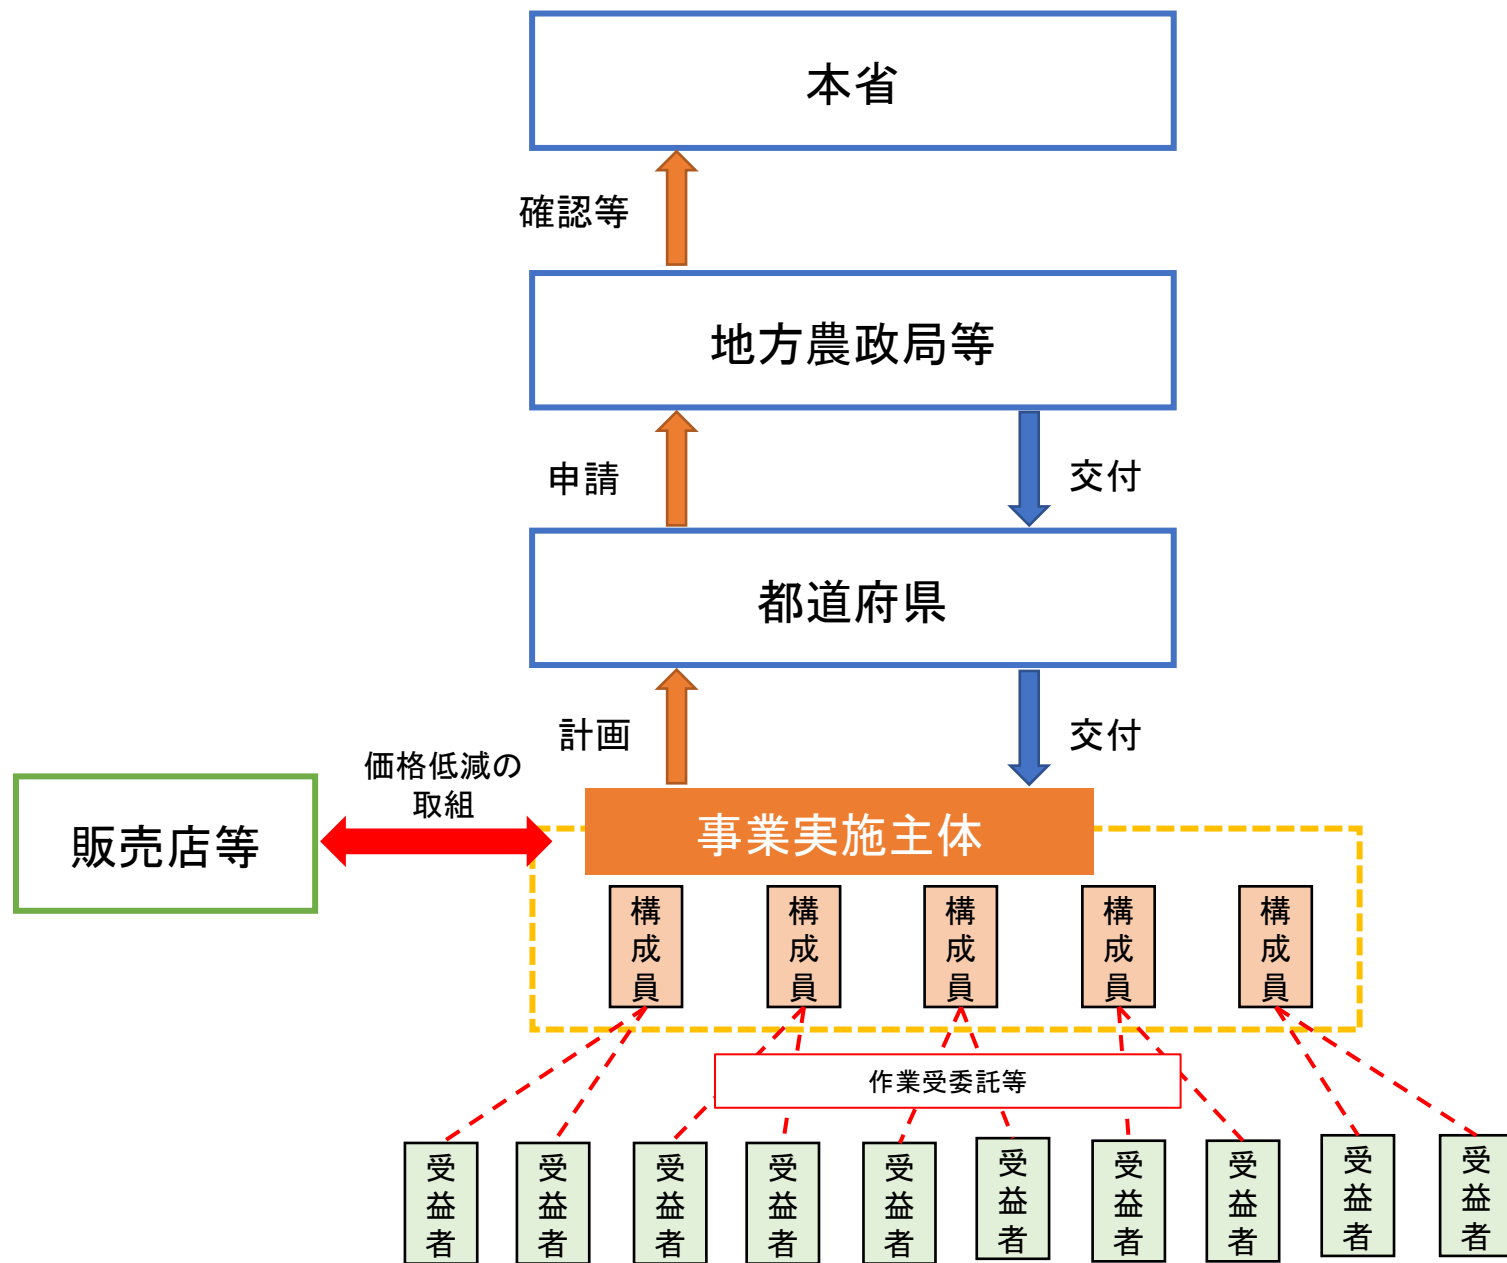 本省
確認等
地方農政局等
申請
交付
都道府県
計画
交付
価格低減の
取組
販売店等
事業実施主体
構成員
構成員
構成員
構成員
構成員
作業受委託等
受益者
受益者
受益者
受益者
受益者
受益者
受益者
受益者
受益者
受益者